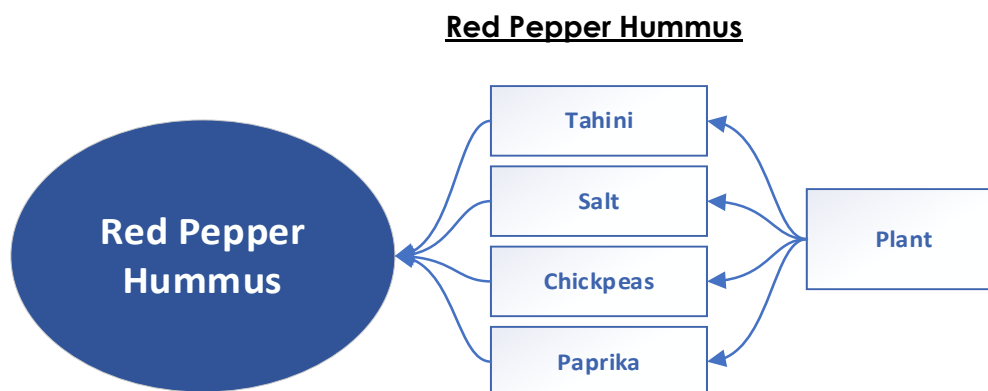 Red Pepper Hummus
Red Pepper
Hummus
Tahini
Salt
Chickpeas
Paprika
Plant